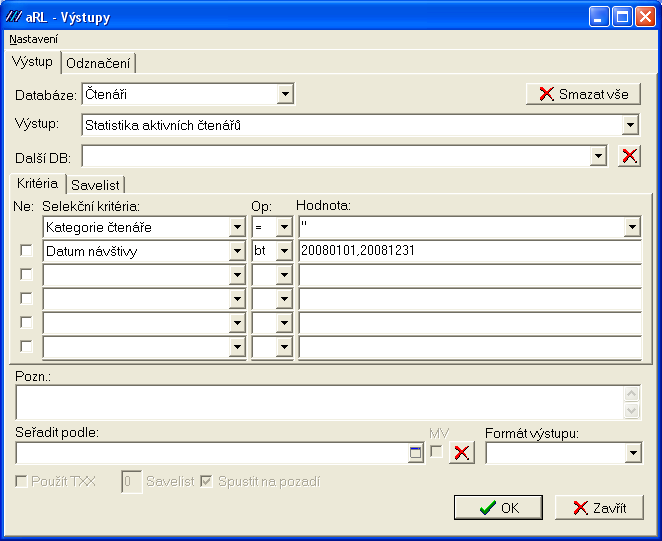 aRL - Výstupy
Nastavení
Výstup Odznačení
Databáze: Čtenáři Smazat vše
Výstup: Statistika aktivních čtenářů
Další DB:
Kritéria Savelist
Ne: Selekční kritéria: Op: Hodnota:
Kategorie čtenáře = "
Datum návštivy bt 20080101,20081231
Pozn.:
Seřadit podle: MV Formát výstupu:
Použít TXX 0 Savelist Spustit na pozadí
OK Zavřít